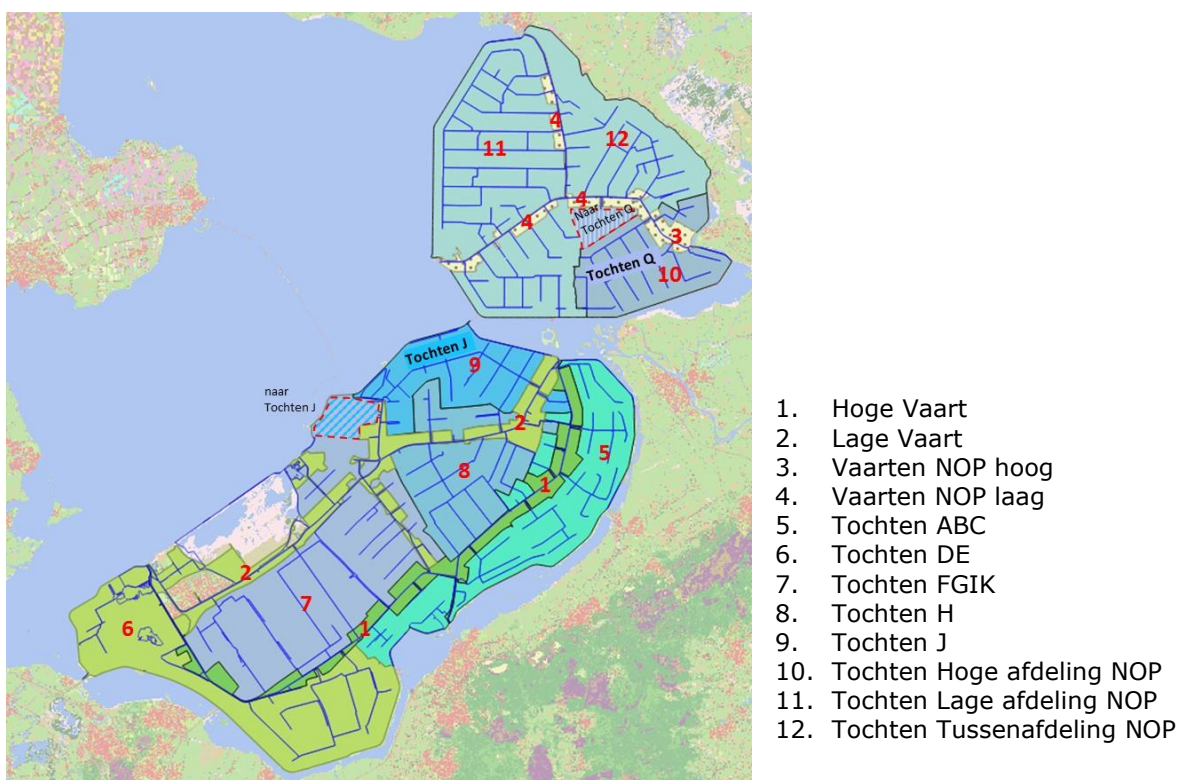 11
4
12
4
4
Naar
Tochten Q
3
Tochten Q
10
Tochten J
9
naar
Tochten J
2
8
5
1
2
7
6
1
1. Hoge Vaart
2. Lage Vaart
3. Vaarten NOP hoog
4. Vaarten NOP laag
5. Tochten ABC
6. Tochten DE
7. Tochten FGIK
8. Tochten H
9. Tochten J
10. Tochten Hoge afdeling NOP
11. Tochten Lage afdeling NOP
12. Tochten Tussenafdeling NOP